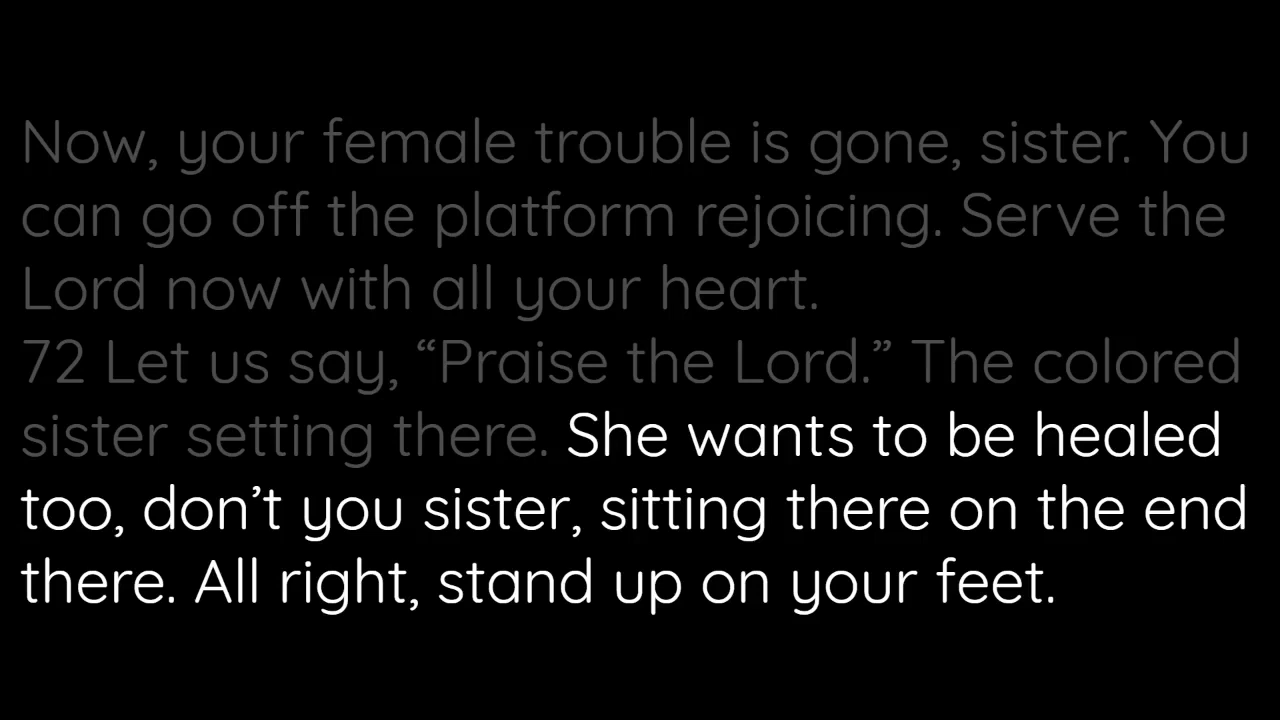 Now, your female trouble is gone, sister. You
can go off the platform rejoicing. Serve the
Lord now with all your heart.
72 Let us say, “Praise the Lord.” The colored
sister setting there. She wants to be healed
too, don’t you sister, sitting there on the end
there. All right, stand up on your feet.